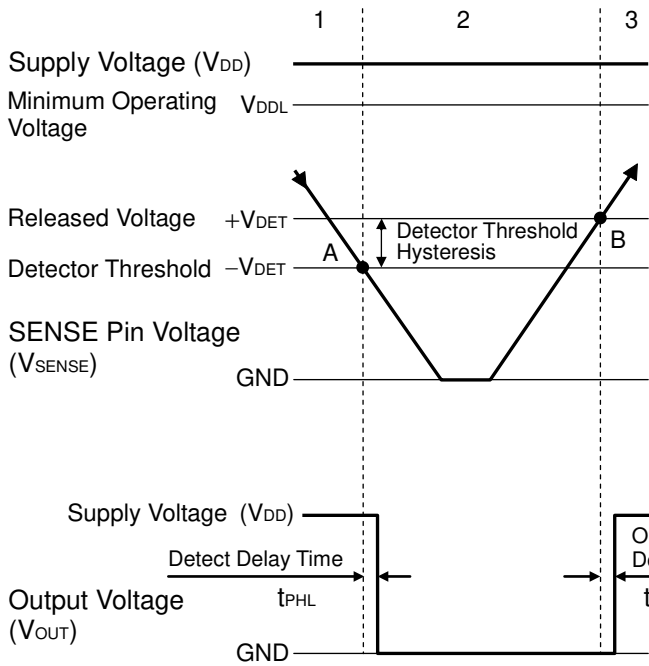 1 2 3
Supply Voltage (VDD)
Minimum Operating
Voltage
VDDL
Released Voltage +VDET
Detector Threshold
Hysteresis
A
B
Detector Threshold −VDET
SENSE Pin Voltage
(VSENSE)
GND
Supply Voltage (VDD)
Detect Delay Time
tPHL
Output Voltage
(VOUT)
GND